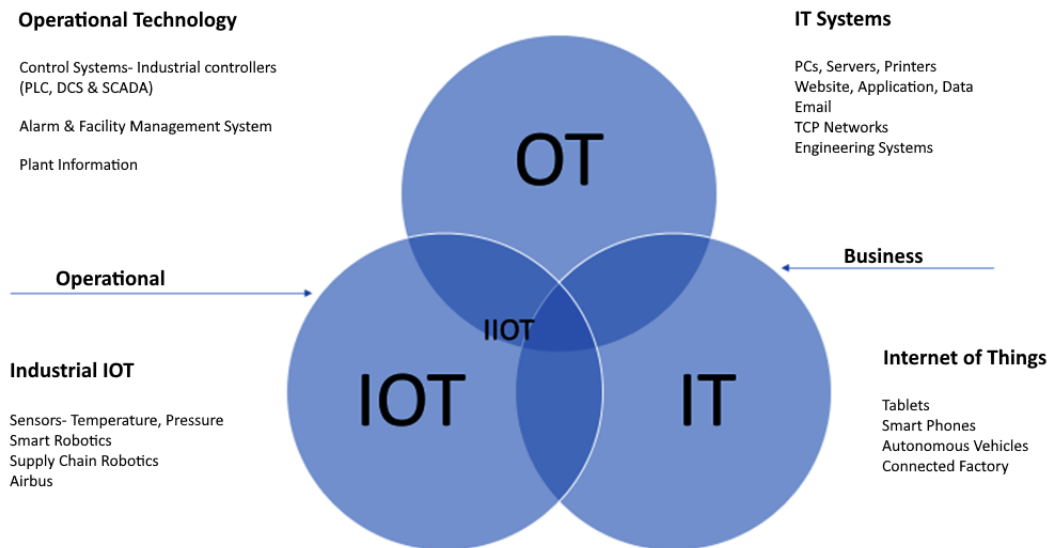 Operational Technology
Control Systems- Industrial controllers
(PLC, DCS & SCADA)
Alarm & Facility Management System
Plant Information
IT Systems
PCs, Servers, Printers
Website, Application, Data
Email
TCP Networks
Engineering Systems
OT
Operational
Business
IIOT
IOT
IT
Industrial IOT
Sensors- Temperature, Pressure
Smart Robotics
Supply Chain Robotics
Airbus
Internet of Things
Tablets
Smart Phones
Autonomous Vehicles
Connected Factory